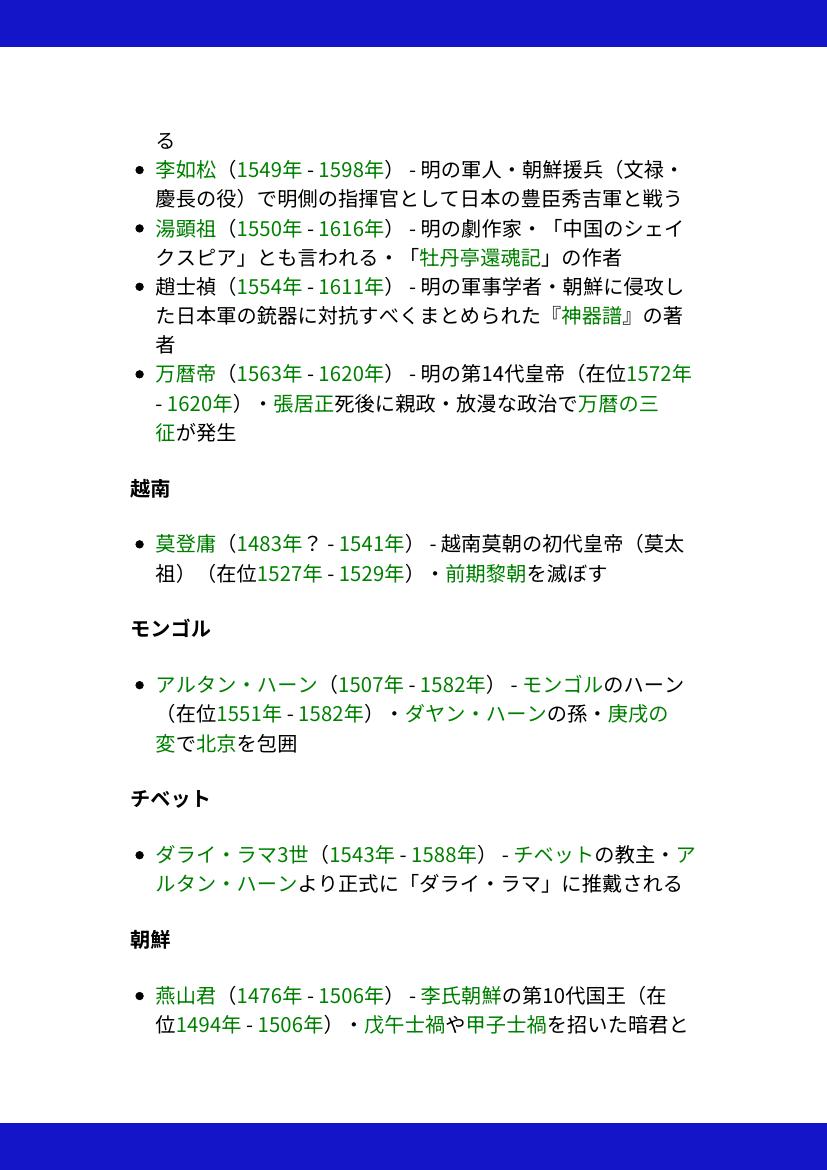 る
李如松（1549年 - 1598年） - 明の軍人・朝鮮援兵（文禄・
慶長の役）で明側の指揮官として日本の豊臣秀吉軍と戦う
湯顕祖（1550年 - 1616年） - 明の劇作家・「中国のシェイ
クスピア」とも言われる・「牡丹亭還魂記」の作者
趙士禎（1554年 - 1611年） - 明の軍事学者・朝鮮に侵攻し
た日本軍の銃器に対抗すべくまとめられた『神器譜』の著
者
万暦帝（1563年 - 1620年） - 明の第14代皇帝（在位1572年
- 1620年）・張居正死後に親政・放漫な政治で万暦の三
征が発生
越南
莫登庸（1483年？ - 1541年） - 越南莫朝の初代皇帝（莫太
祖）（在位1527年 - 1529年）・前期黎朝を滅ぼす
モンゴル
アルタン・ハーン（1507年 - 1582年） - モンゴルのハーン
（在位1551年 - 1582年）・ダヤン・ハーンの孫・庚戌の
変で北京を包囲
チベット
ダライ・ラマ3世（1543年 - 1588年） - チベットの教主・ア
ルタン・ハーンより正式に「ダライ・ラマ」に推戴される
朝鮮
燕山君（1476年 - 1506年） - 李氏朝鮮の第10代国王（在
位1494年 - 1506年）・戊午士禍や甲子士禍を招いた暗君と